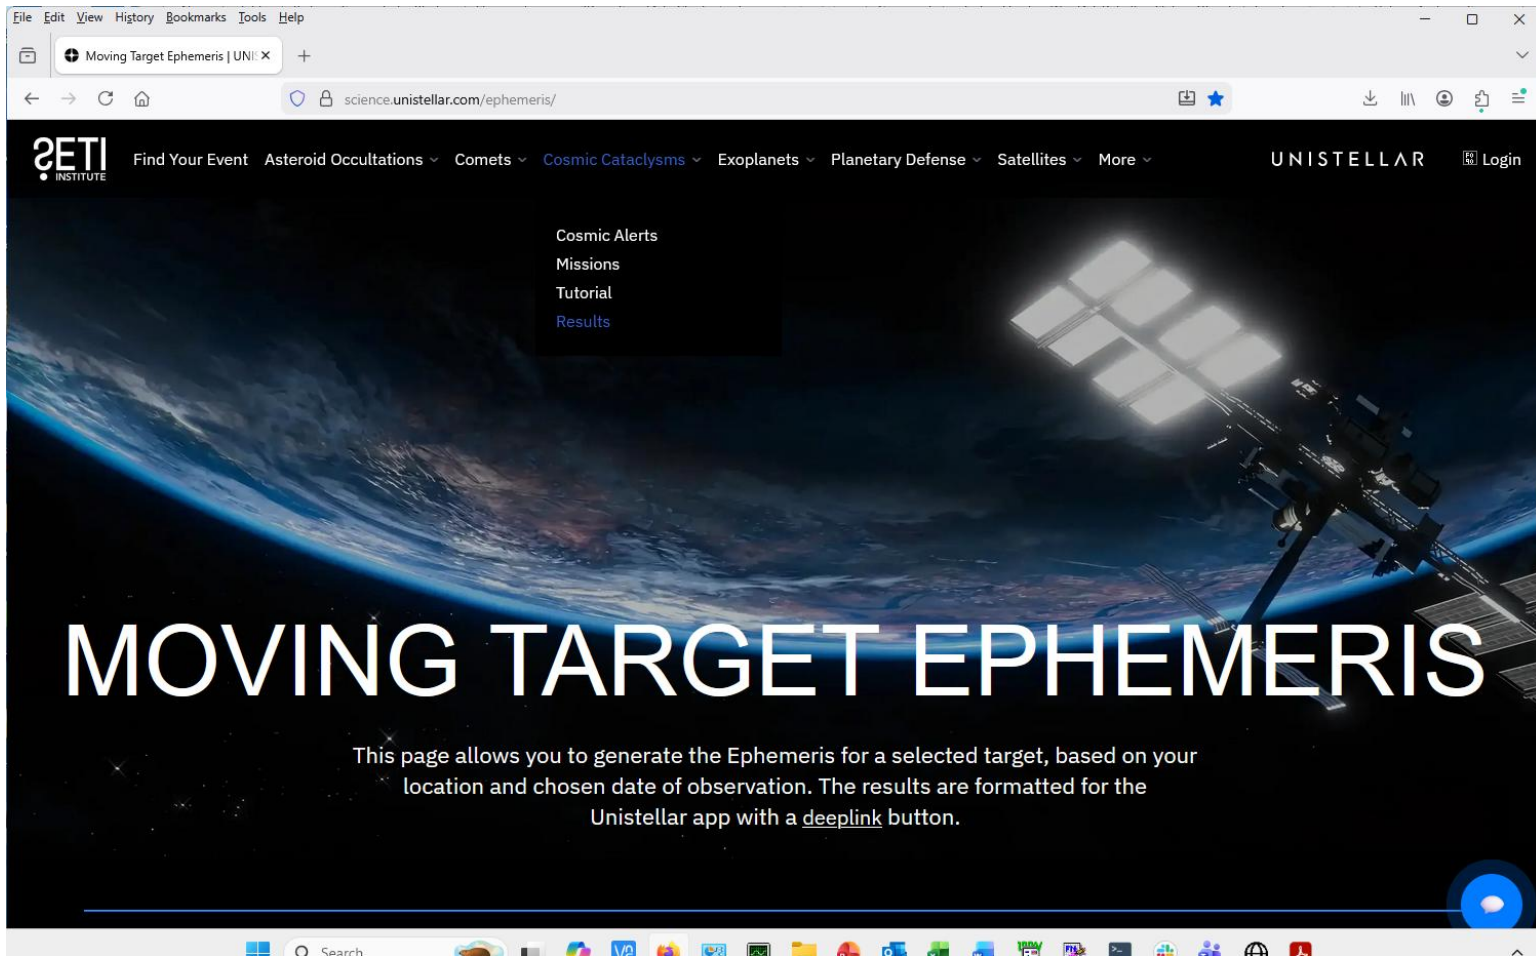 File Edit View History Bookmarks Tools Help
Moving Target Ephemeris | UNIS
science.unistellar.com/ephemeris/
SETI
INSTITUTE
Find Your Event Asteroid Occultations Comets Cosmic Cataclysms Exoplanets Planetary Defense Satellites More
UNISTELLAR
Login
Cosmic Alerts
Missions
Tutorial
Results
MOVING TARGET EPHEMERIS
This page allows you to generate the Ephemeris for a selected target, based on your
location and chosen date of observation. The results are formatted for the
Unistellar app with a deeplink button.
Search